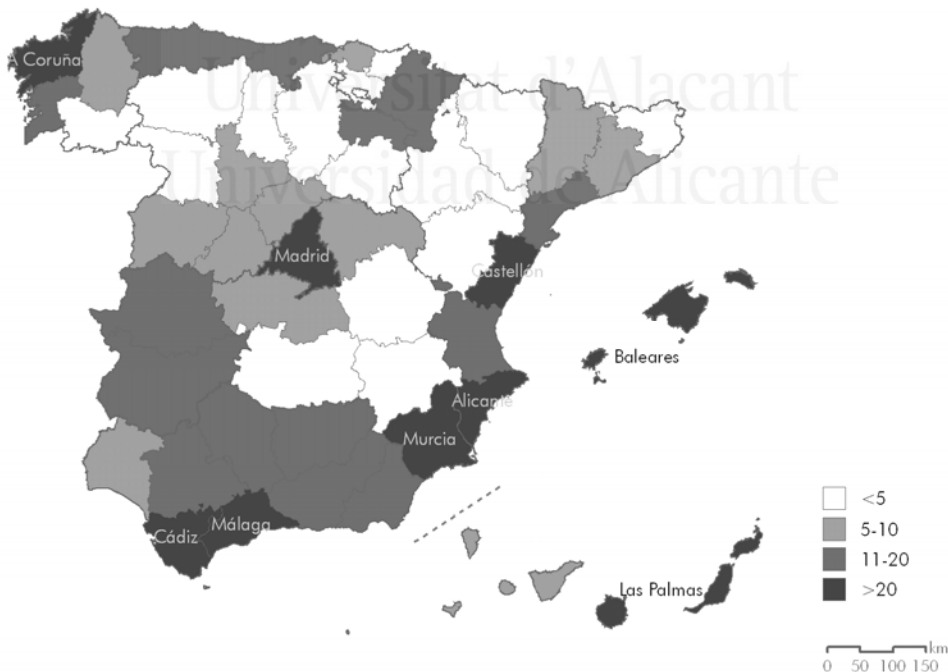 Universitat d'Alacant
Universidad de Alicante
A Coruña
Madrid
Castellón
Baleares
Alicante
Murcia
Málaga
Cádiz
Las Palmas
<5
5-10
11-20
>20
km
0 50 100 150